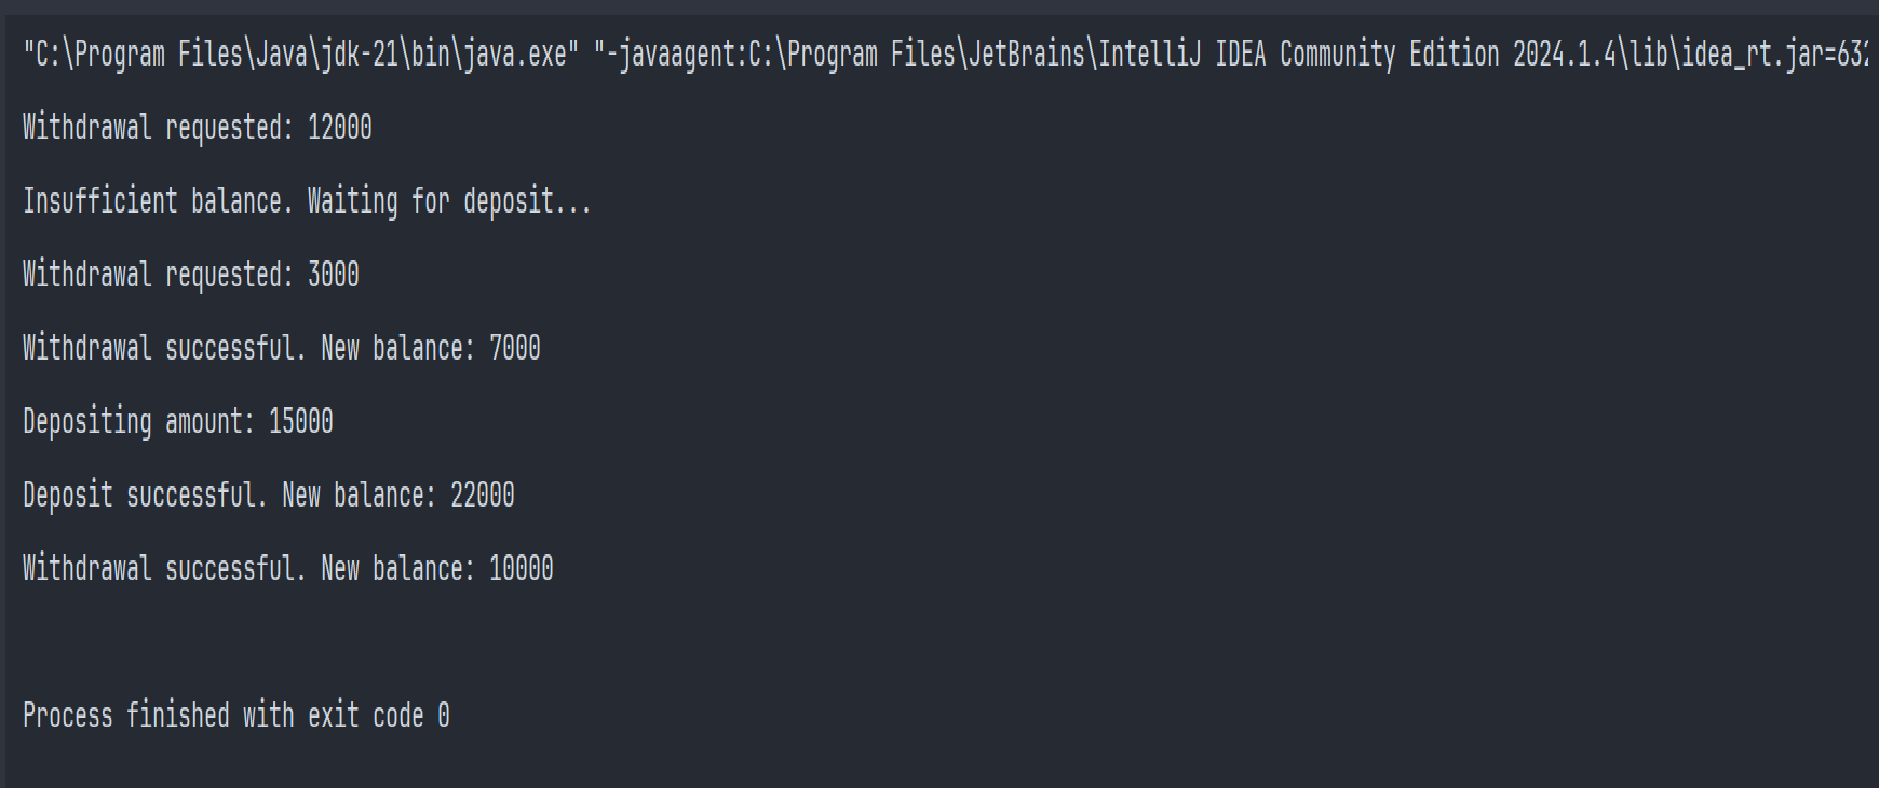 "C:\Program Files\Java\jdk-21\bin\java.exe" "-javaagent:C:\Program Files\JetBrains\IntelliJ IDEA Community Edition 2024.1.4\lib\idea_rt.jar=632
Withdrawal requested: 12000
Insufficient balance. Waiting for deposit...
Withdrawal requested: 3000
Withdrawal successful. New balance: 7000
Depositing amount: 15000
Deposit successful. New balance: 22000
Withdrawal successful. New balance: 10000
Process finished with exit code 0